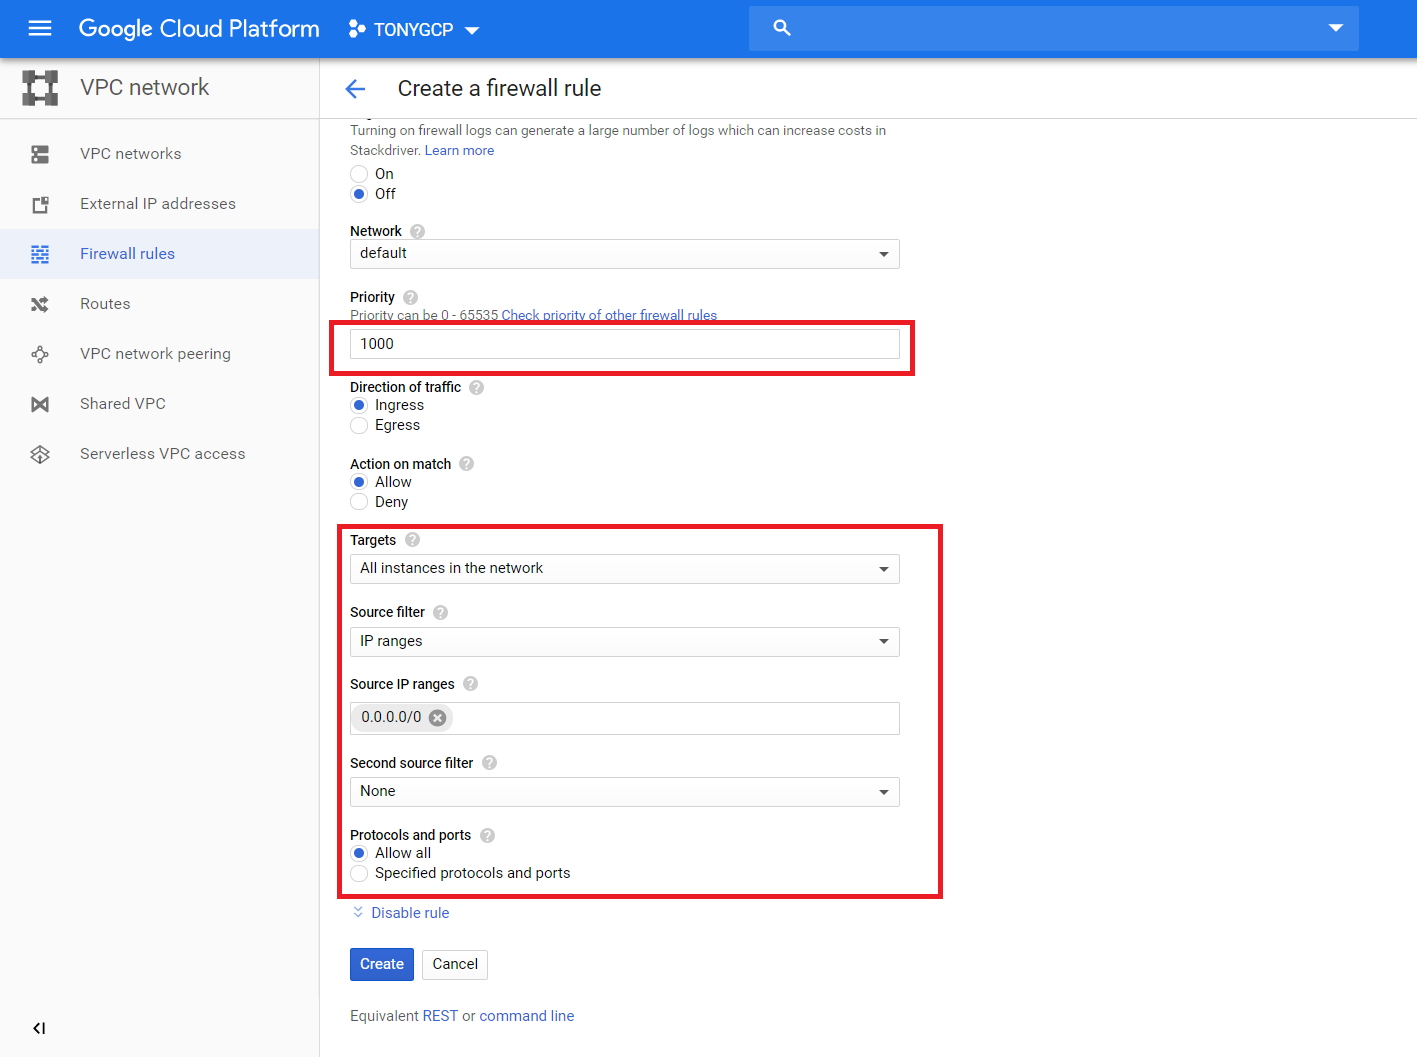 Google Cloud Platform
TONYGCP
VPC network
Create a firewall rule
VPC networks
External IP addresses
Firewall rules
Routes
VPC network peering
Shared VPC
Serverless VPC access
Turning on firewall logs can generate a large number of logs which can increase costs in
Stackdriver. Learn more
On
Off
Network
default
Priority
Priority can be 0 - 65535 Check priority of other firewall rules
1000
Direction of traffic
Ingress
Egress
Action on match
Allow
Deny
Targets
All instances in the network
Source filter
IP ranges
Source IP ranges
0.0.0.0/0
Second source filter
None
Protocols and ports
Allow all
Specified protocols and ports
Disable rule
Create
Cancel
Equivalent REST or command line